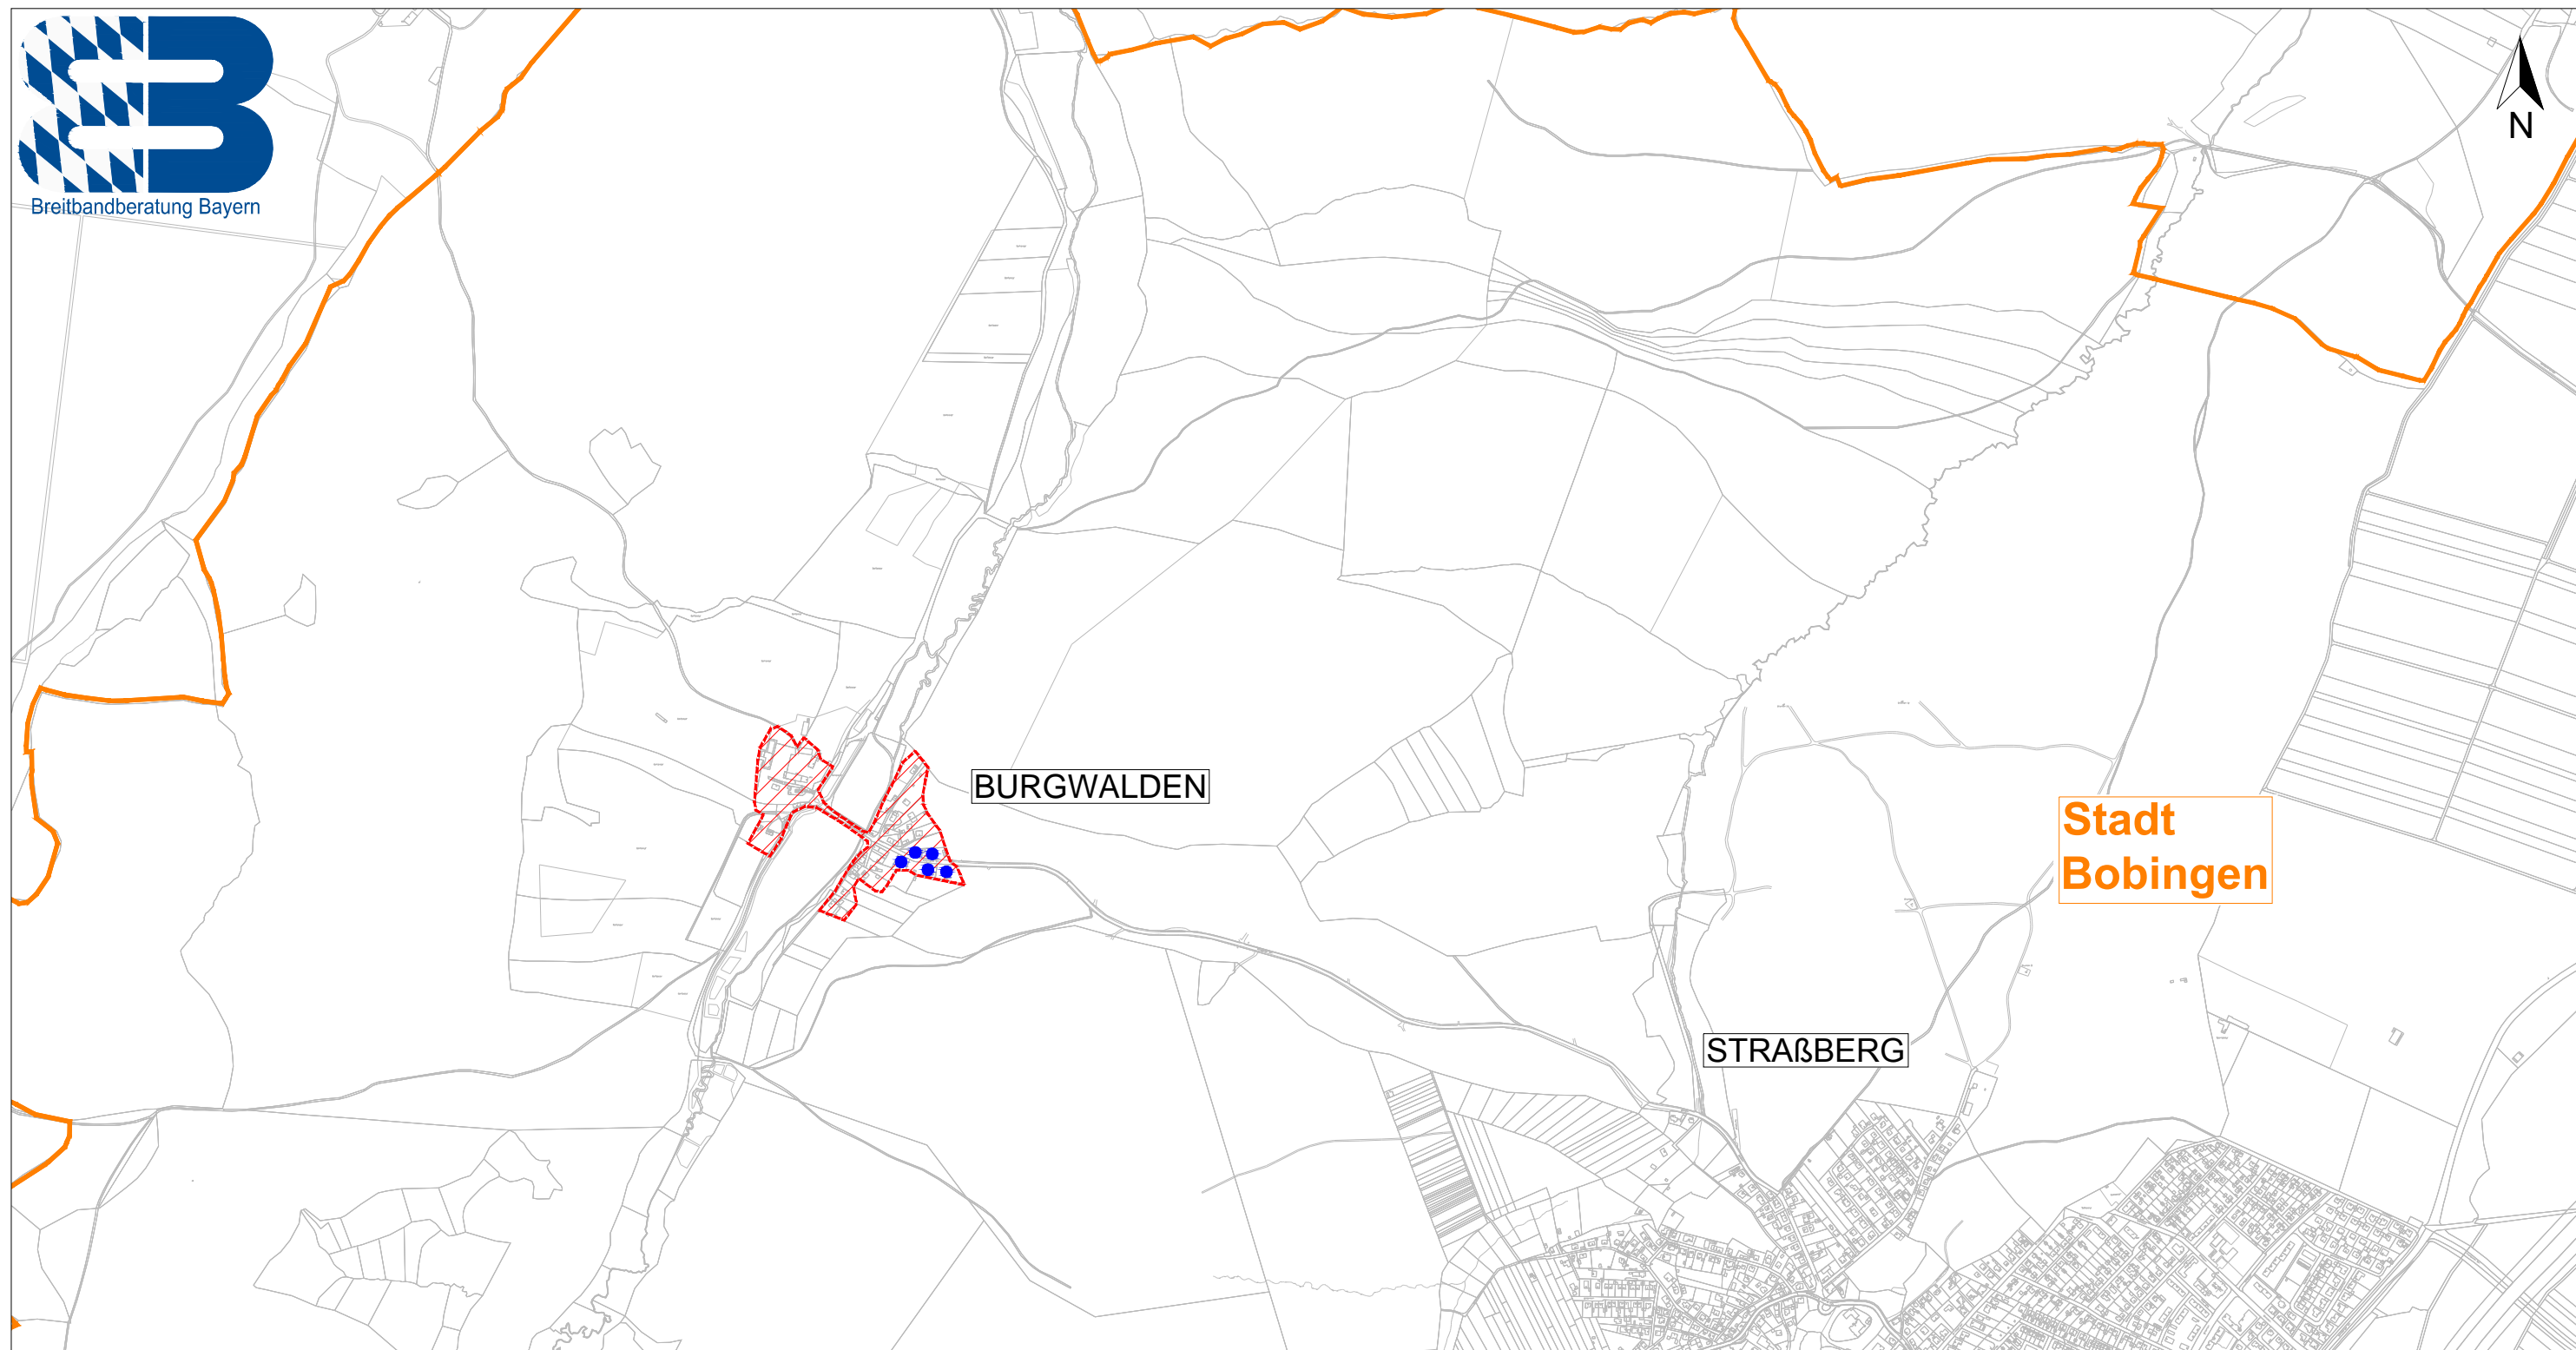 Breitbandberatung Bayern
N
BURGWALDEN
Stadt
Bobingen
STRAßBERG